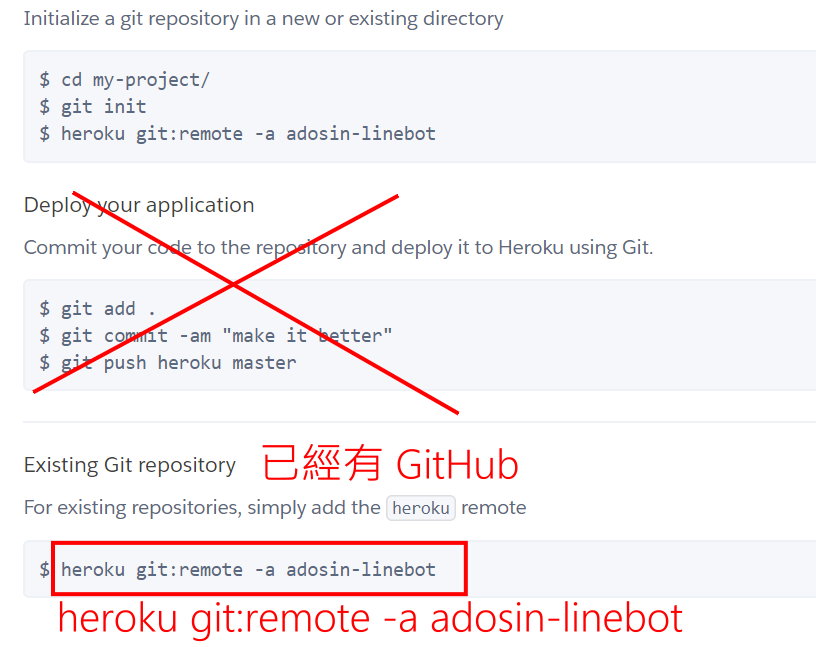 Initialize a git repository in a new or existing directory
$ cd my-project/
$ git init
$ heroku git:remote -a adosin-linebot
Deploy your application
Commit your code to the repository and deploy it to Heroku using Git.
$ git add .
$ git commit -am "make it better"
$ git push heroku master
Existing Git repository 已經有 GitHub
For existing repositories, simply add the heroku remote
$ heroku git:remote -a adosin-linebot
heroku git:remote -a adosin-linebot